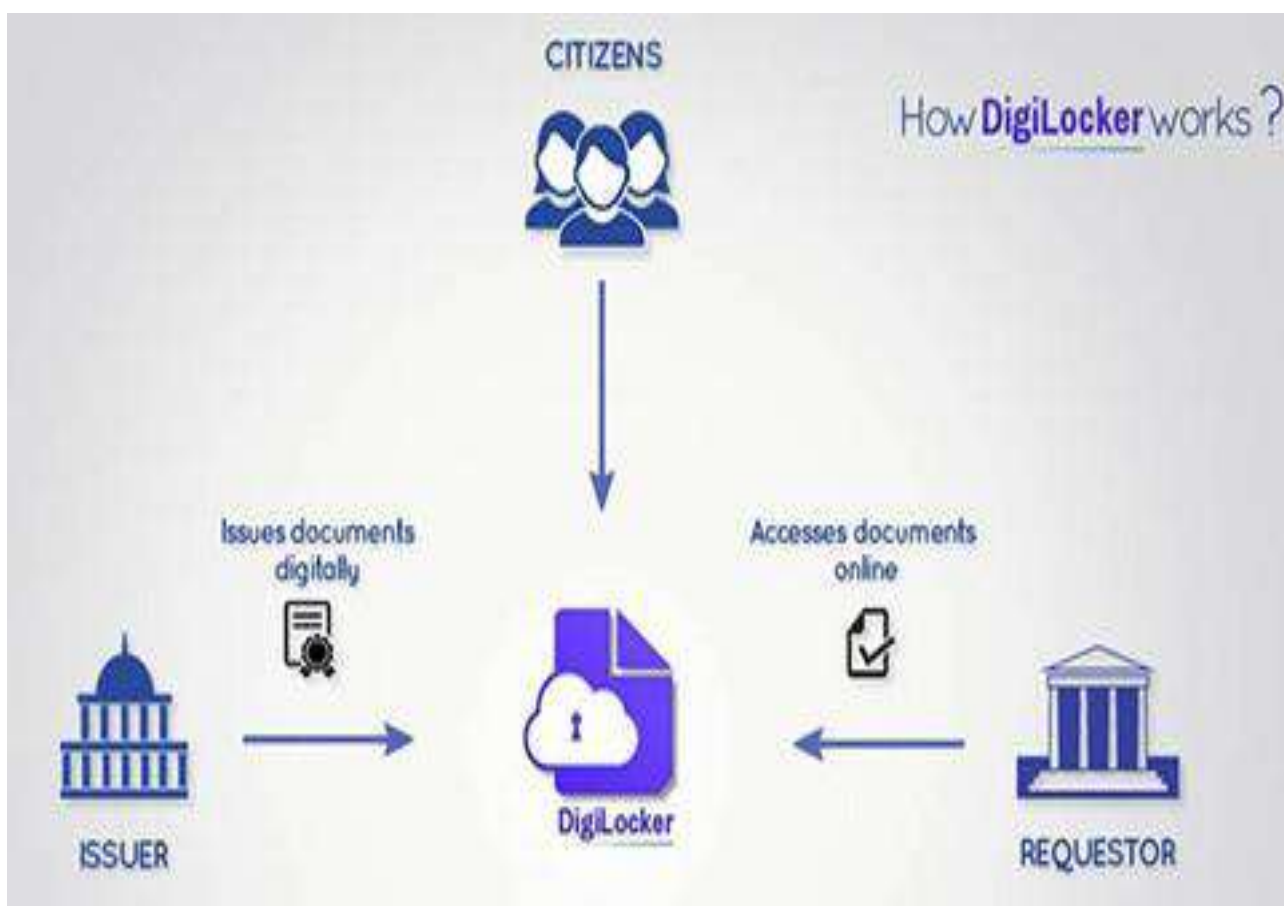 CITIZENS
How DigiLocker works ?
Issues documents
digitally
Accesses documents
online
DigiLocker
ISSUER
REQUESTOR